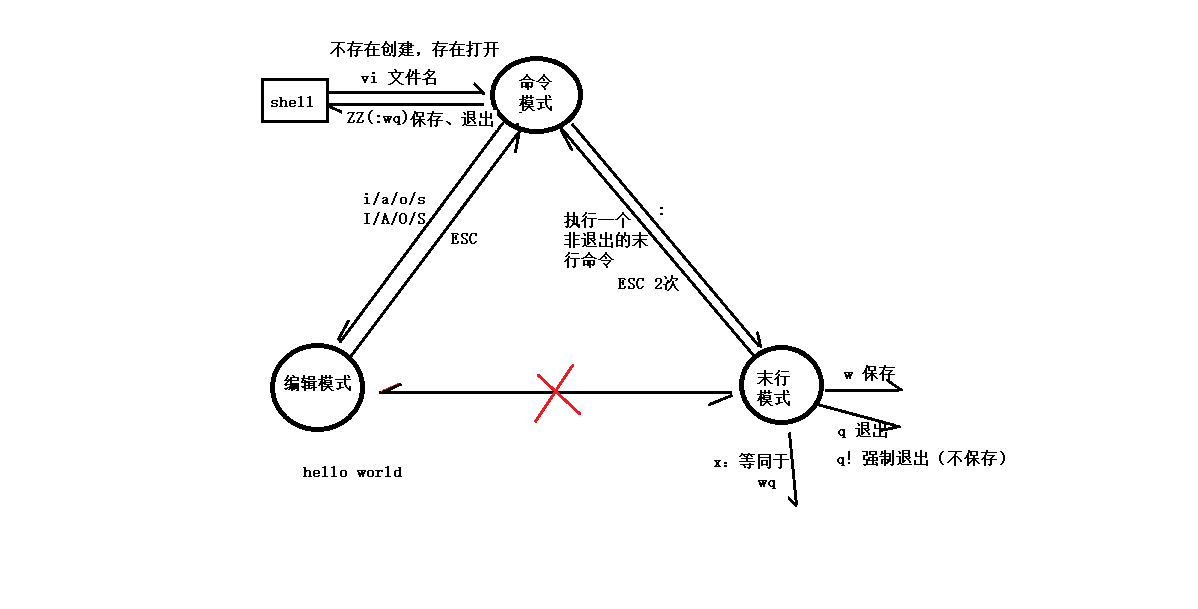 不存在创建，存在打开
vi 文件名
shell
命令
模式
ZZ(:wq)保存、退出
i/a/o/s
I/A/O/S
ESC
:
执行一个
非退出的末
行命令
ESC 2次
编辑模式
末行
模式
w 保存
q 退出
q! 强制退出（不保存）
x：等同于
wq
hello world